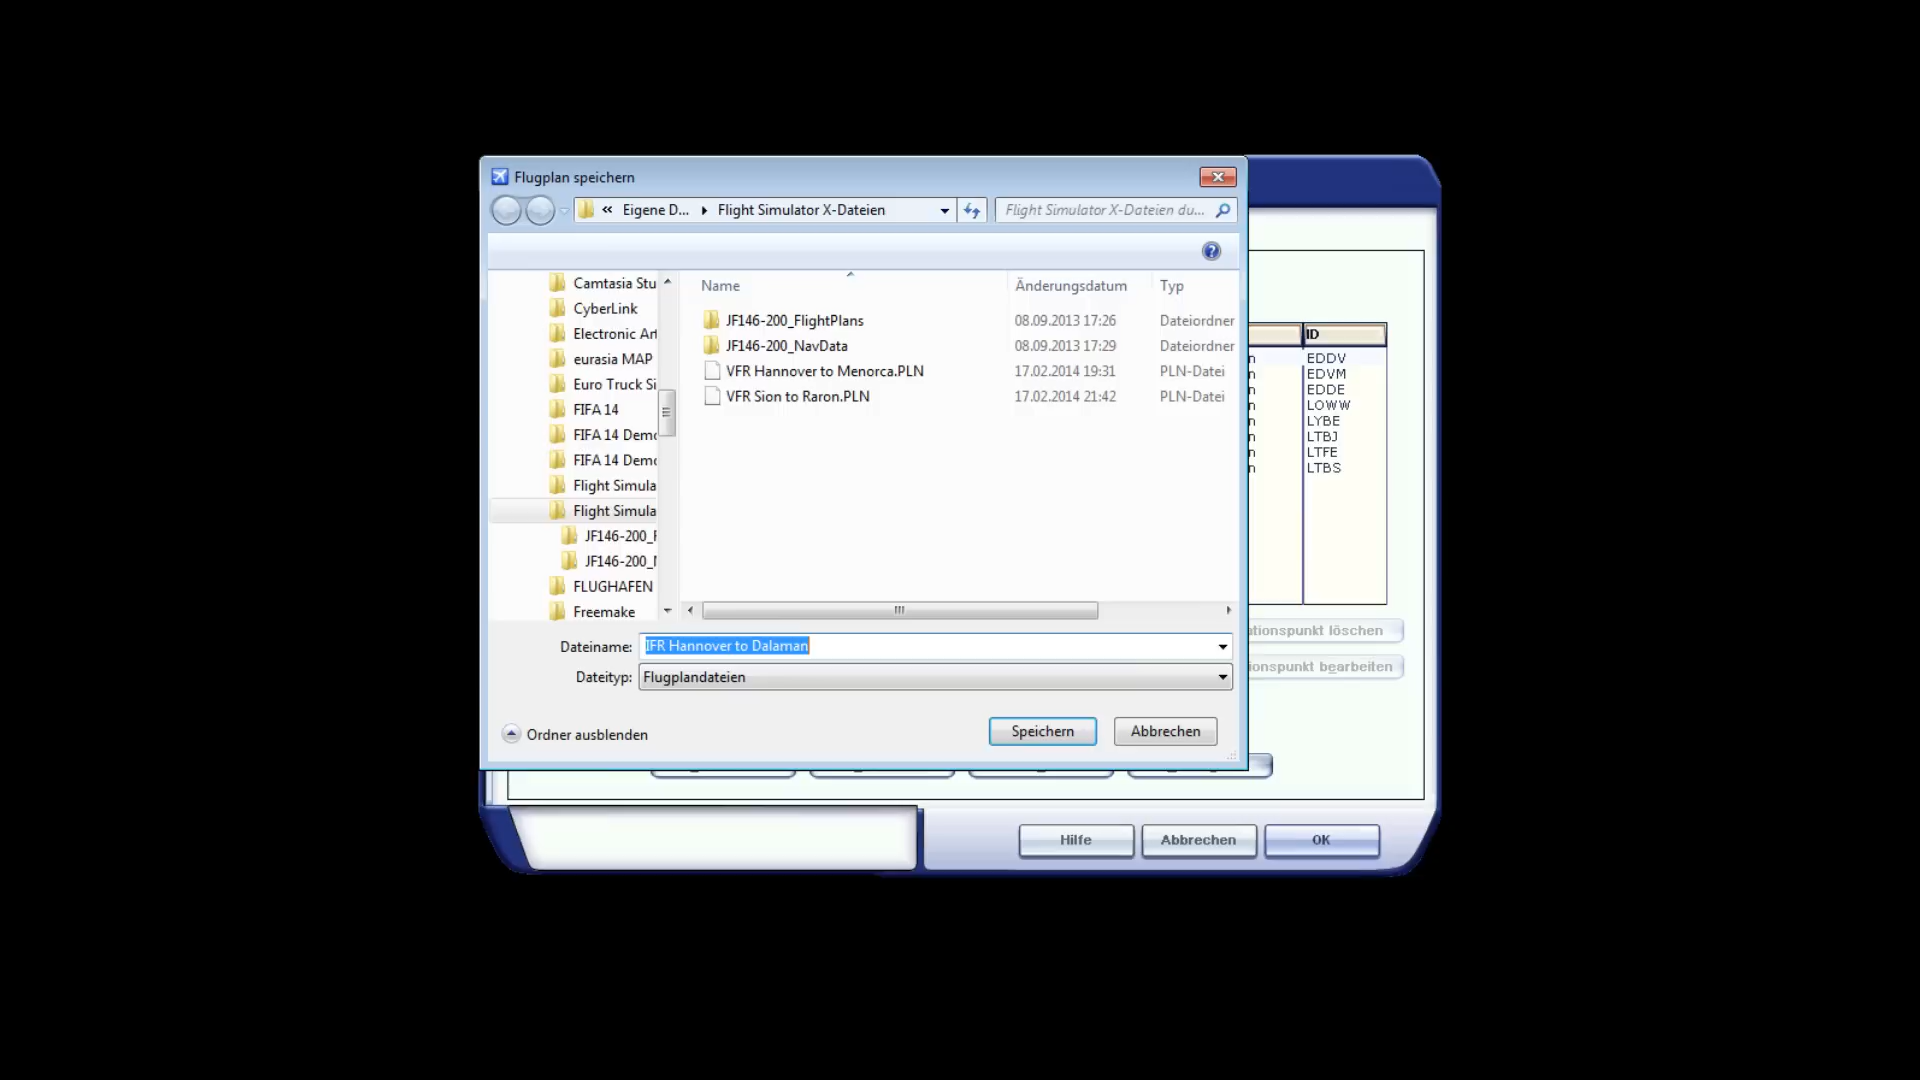 Flugplan speichern
« Eigene D... Flight Simulator X-Dateien
Flight Simulator X-Dateien du...
Camtasia Stu
CyberLink
Electronic Art
eurasia MAP
Euro Truck Si
FIFA 14
FIFA 14 Demo
FIFA 14 Demo
Flight Simula
Flight Simula
JF146-200_F
JF146-200_N
FLUGHAFEN
Freemake
Name Änderungsdatum Typ
JF146-200_FlightPlans 08.09.2013 17:26 Dateiordner
JF146-200_NavData 08.09.2013 17:29 Dateiordner
VFR Hannover to Menorca.PLN 17.02.2014 19:31 PLN-Datei
VFR Sion to Raron.PLN 17.02.2014 21:42 PLN-Datei
ID
n EDDV
n EDVM
n EDDE
n LOWW
n LYBE
n LTBJ
n LTFE
n LTBS
Dateiname: IFR Hannover to Dalaman
Dateityp: Flugplandateien
Ordner ausblenden
Speichern Abbrechen
ationspunkt löschen
ionspunkt bearbeiten
Hilfe Abbrechen OK